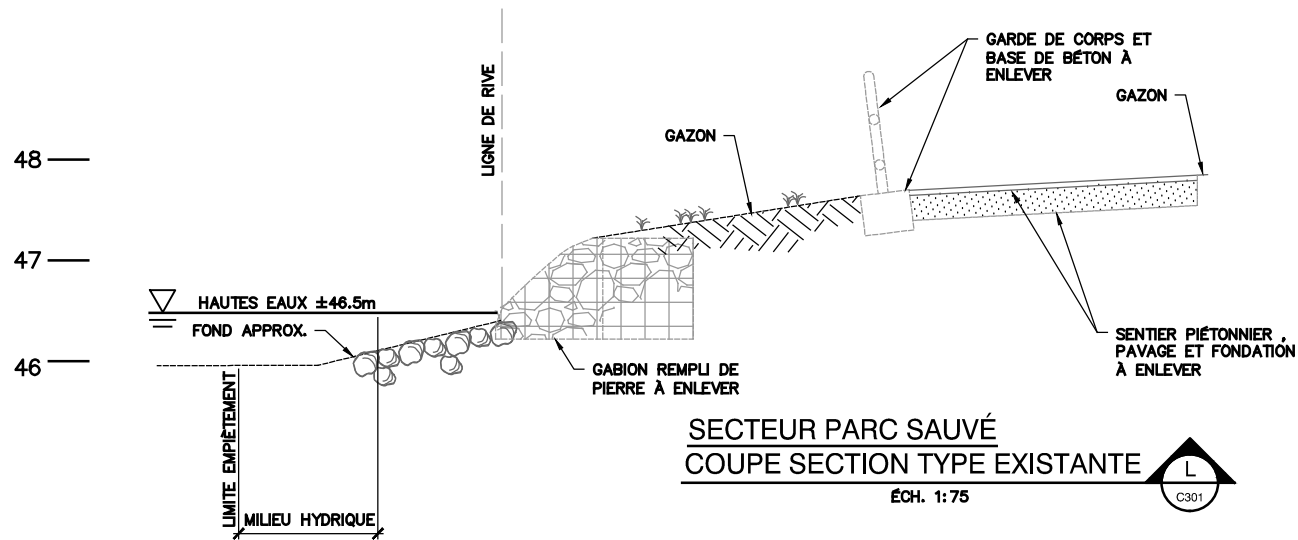 GARDE DE CORPS ET
BASE DE BÉTON À
ENLEVER
GAZON
LIGNE DE RIVE
GAZON
48
47
HAUTES EAUX ±46.5m
FOND APPROX.
46
GABION REMPLI DE
PIERRE À ENLEVER
SENTIER PIÉTONNIER,
PAVAGE ET FONDATION
À ENLEVER
LIMITE EMPIÈTEMENT
MILIEU HYDRIQUE
SECTEUR PARC SAUVÉ
COUPE SECTION TYPE EXISTANTE
ÉCH. 1:75
L
C301